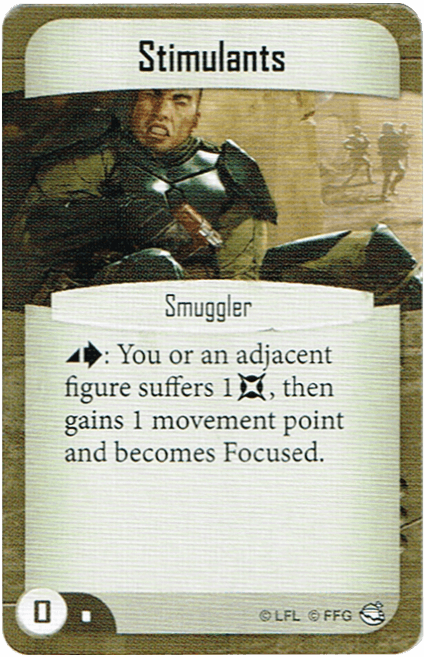 Stimulants
Smuggler
: You or an adjacent
figure suffers 1 , then
gains 1 movement point
and becomes Focused.
0
© LFL © FFG